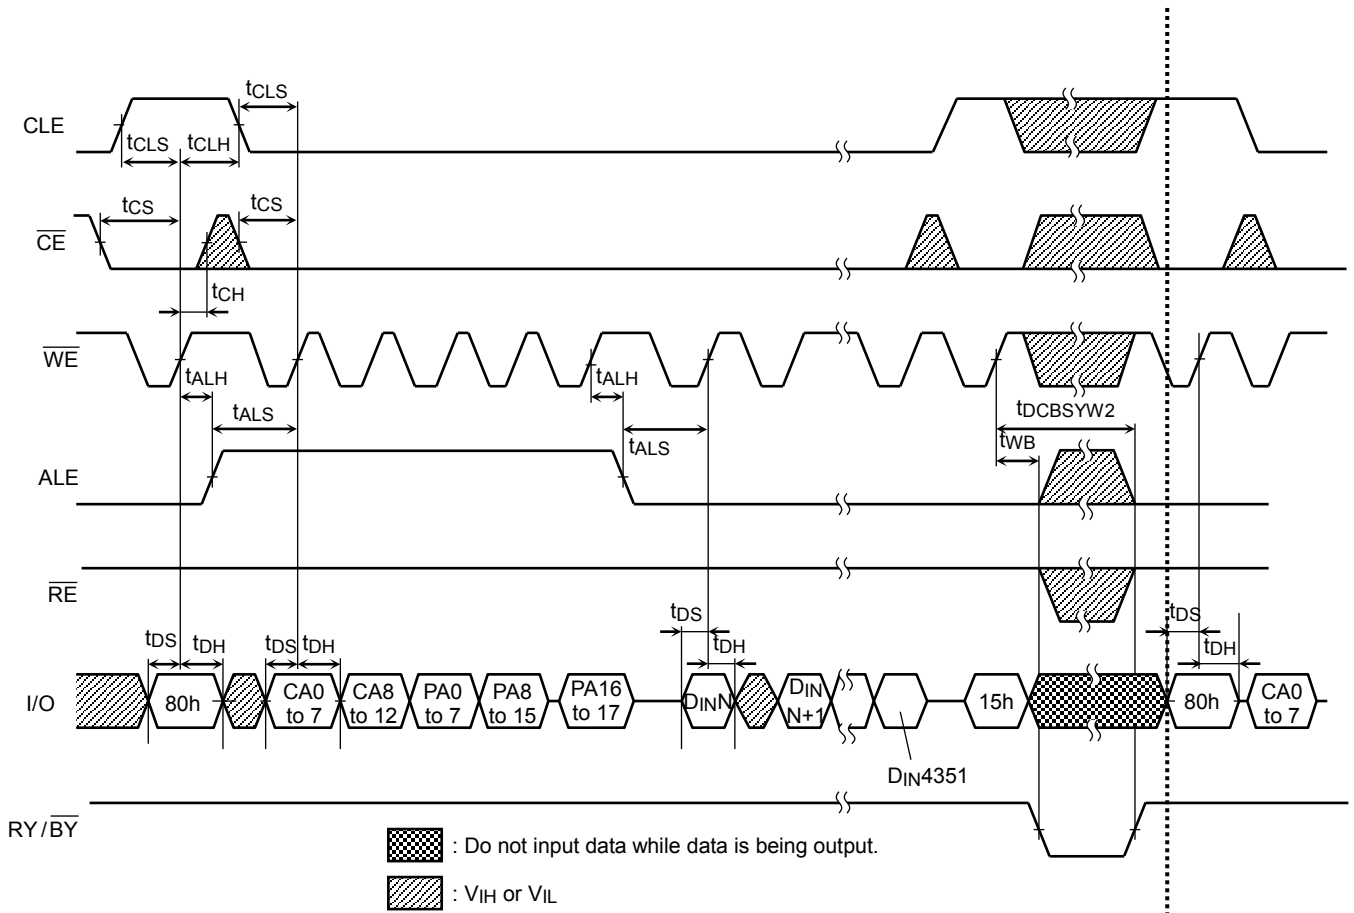 tCLS
CLE
tCLS
tCLH
tCS
tCS
CE
tCH
WE
tALH
tALH
tALS
tDCBSYW2
tALS
tWB
ALE
RE
tDS
tDS
tDS
tDH
tDS
tDH
tDH
tDH
I/O
80h
CA0
to 7
CA8
to 12
PA0
to 7
PA8
to 15
PA16
to 17
DINN
DIN
N+1
15h
80h
CA0
to 7
DIN4351
RY/BY
: Do not input data while data is being output.
: VIH or VIL